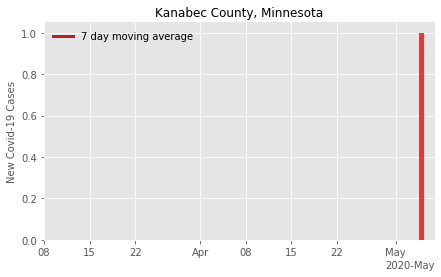 Kanabec County, Minnesota
7 day moving average
New Covid-19 Cases
1.0
0.8
0.6
0.4
0.2
0.0
08 15 22 Apr 08 15 22 May
2020-May